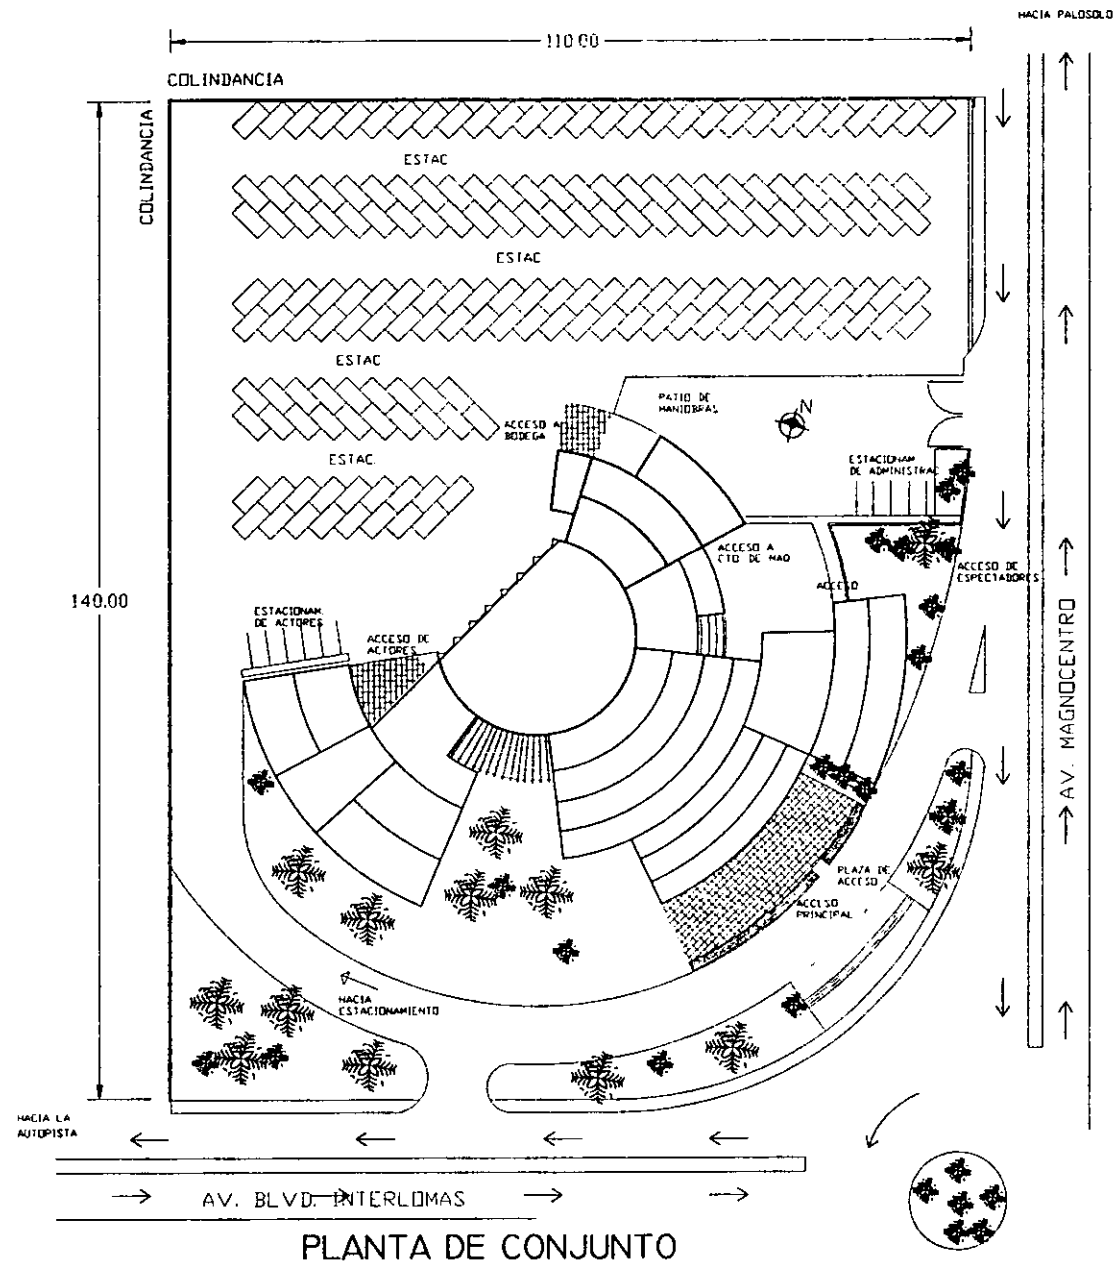 HACIA PALOSOLO
110.00
COLINDANCIA
COLINDANCIA
ESTAC
ESTAC
ESTAC
PATIO DE
MANIOBRAS
N
ACCESO A
BODEGA
ESTAC.
ESTACIONAM.
DE ADMINISTRAC
ACCESO A
CTO DE MAQ
ACCESO DE
ESPECTADORES
ACCESO
140.00
ESTACIONAM.
DE ACTORES
ACCESO DE
ACTORES
AV. MAGNOCENTRO
PLAZA DE
ACCESO
ACCESO
PRINCIPAL
HACIA
ESTACIONAMIENTO
HACIA LA
AUTOPISTA
AV. BLVD. INTERLOMAS
PLANTA DE CONJUNTO